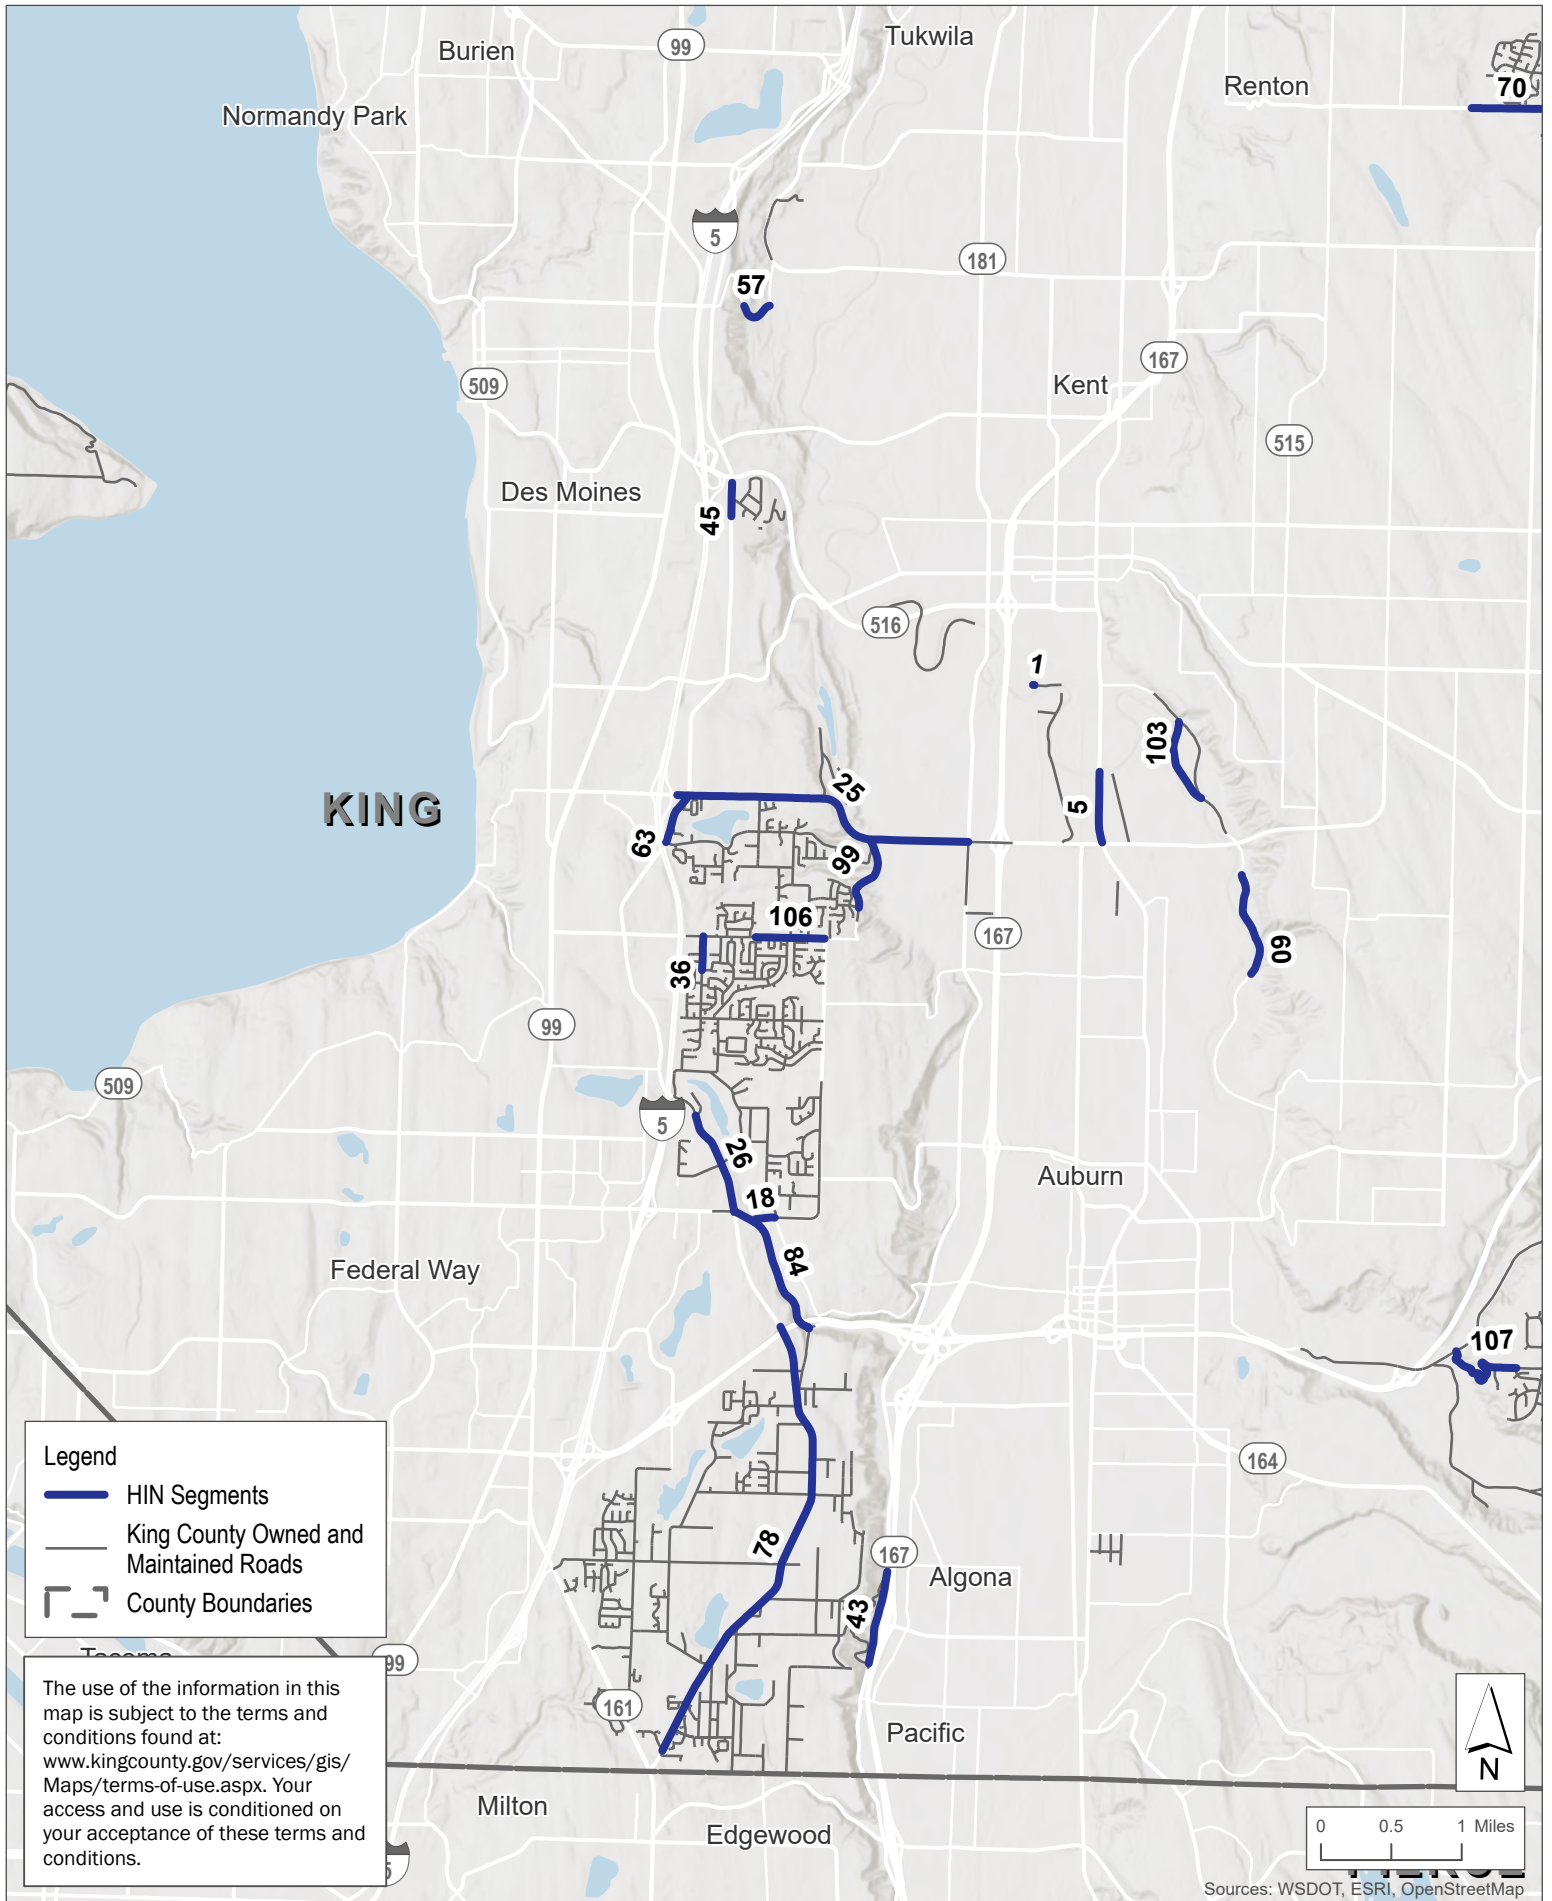 Burien
99
Tukwila
Renton
70
Normandy Park
5
181
57
167
Kent
509
515
Des Moines
45
516
1
103
25
5
KING
63
99
106
167
36
60
99
509
5
26
Auburn
18
84
Federal Way
107
Legend
HIN Segments
King County Owned and
Maintained Roads
County Boundaries
164
78
167
Algona
43
99
161
The use of the information in this
map is subject to the terms and
conditions found at:
www.kingcounty.gov/services/gis/
Maps/terms-of-use.aspx. Your
access and use is conditioned on
your acceptance of these terms and
conditions.
Pacific
N
Milton
Edgewood
0 0.5 1 Miles
5
Sources: WSDOT, ESRI, OpenStreetMap